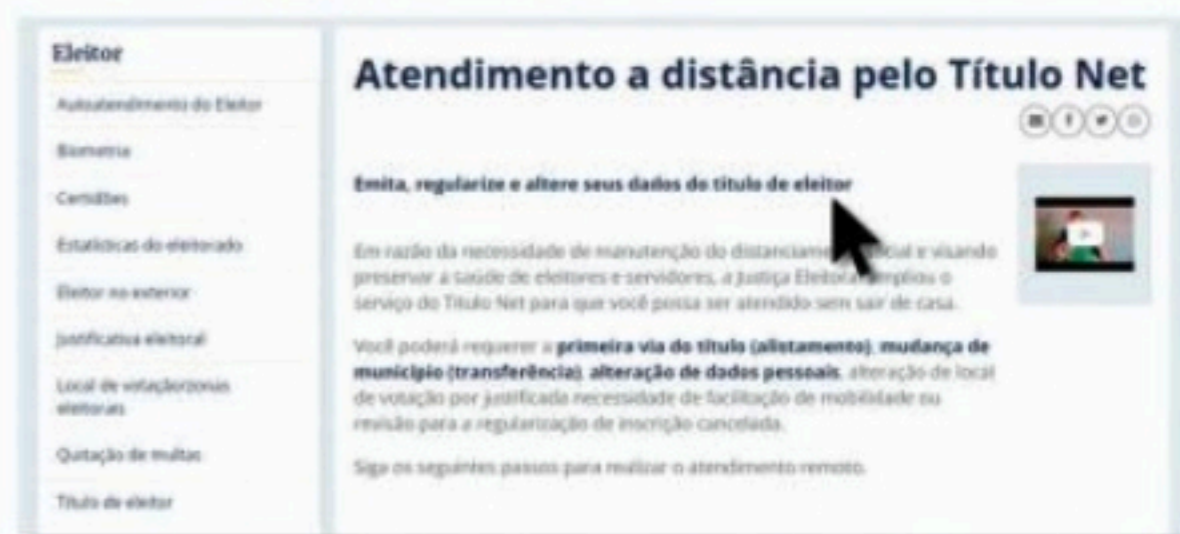 Eleitor
Autoatendimento do Eleitor
Biometria
Certidões
Estatísticas do eleitorado
Eleitor no exterior
Justificativa eleitoral
Local de votação/zonas
eleitorais
Quitação de multas
Título de eleitor
Atendimento a distância pelo Título Net
Emita, regularize e altere seus dados do título de eleitor
Em razão da necessidade de manutenção do e visando
preservar a saúde de eleitores e servidores, a Justiça o
serviço do Título Net para que você possa ser atendido sem sair de casa.
Você poderá requerer a primeira via do título (alistamento), mudança de
município (transferência), alteração de dados pessoais, alteração de local
de votação por justificada necessidade de facilitação de mobilidade ou
revisão para a regularização de inscrição cancelada.
Siga os seguintes passos para realizar o atendimento remoto.